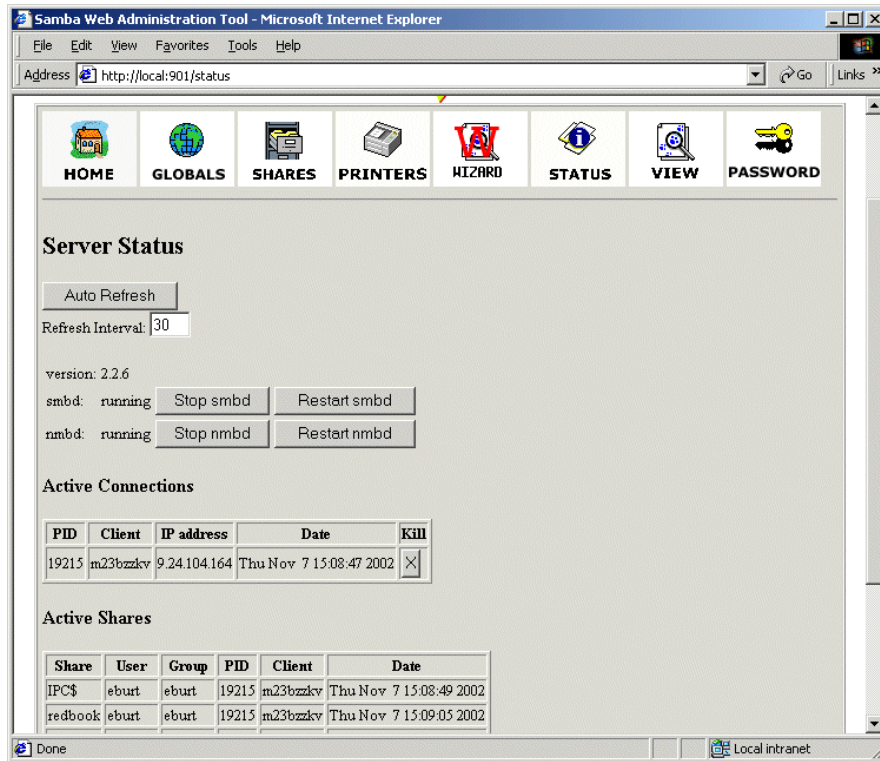 Samba Web Administration Tool - Microsoft Internet Explorer
File Edit View Favorites Tools Help
Address http://local:901/status Go Links »
HOME GLOBALS SHARES PRINTERS WIZARD STATUS VIEW PASSWORD
Server Status
Auto Refresh
Refresh Interval: 30
version: 2.2.6
smbd: running Stop smbd Restart smbd
nmbd: running Stop nmbd Restart nmbd
Active Connections
PID Client IP address Date Kill
19215 m23bzzkv 9.24.104.164 Thu Nov 7 15:08:47 2002 X
Active Shares
Share User Group PID Client Date
IPC$ eburt eburt 19215 m23bzzkv Thu Nov 7 15:08:49 2002
redbook eburt eburt 19215 m23bzzkv Thu Nov 7 15:09:05 2002
Done Local intranet